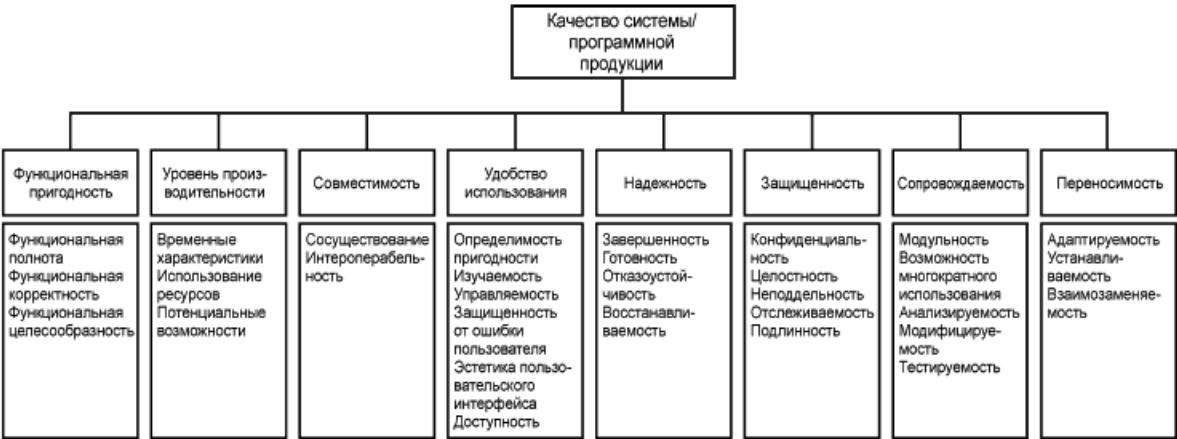 Качество системы/
программной
продукции
Функциональная
пригодность
Уровень произ-
водительности
Совместимость
Удобство
использования
Надежность
Защищенность
Сопровождаемость
Переносимость
Функциональная
полнота
Функциональная
корректность
Функциональная
целесообразность
Временные
характеристики
Использование
ресурсов
Потенциальные
возможности
Сосуществование
Интероперабель-
ность
Определимость
пригодности
Изучаемость
Управляемость
Защищенность
от ошибки
пользователя
Эстетика пользо-
вательского
интерфейса
Доступность
Завершенность
Готовность
Отказоустой-
чивость
Восстанавли-
ваемость
Конфиденциаль-
ность
Целостность
Неподдельность
Отслеживаемость
Подлинность
Модульность
Возможность
многократного
использования
Анализируемость
Модифицируе-
мость
Тестируемость
Адаптируемость
Устанавли-
ваемость
Взаимозаменяе-
мость